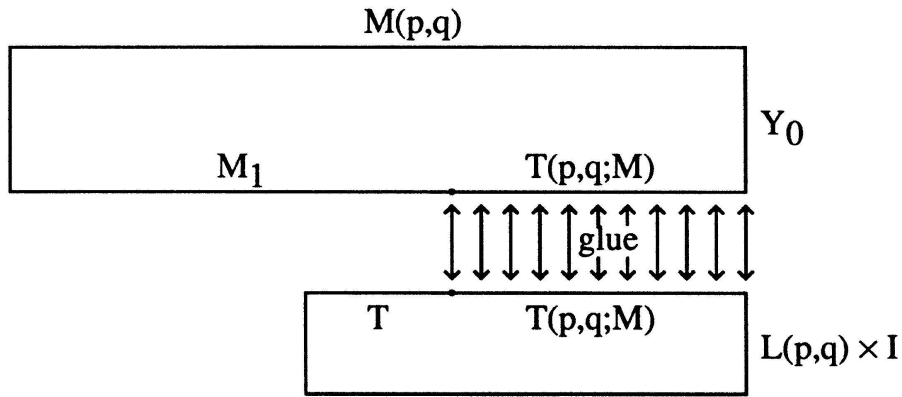 M(p,q)
Y₀
M₁ T(p,q;M)
glue
T T(p,q;M)
L(p,q) × I